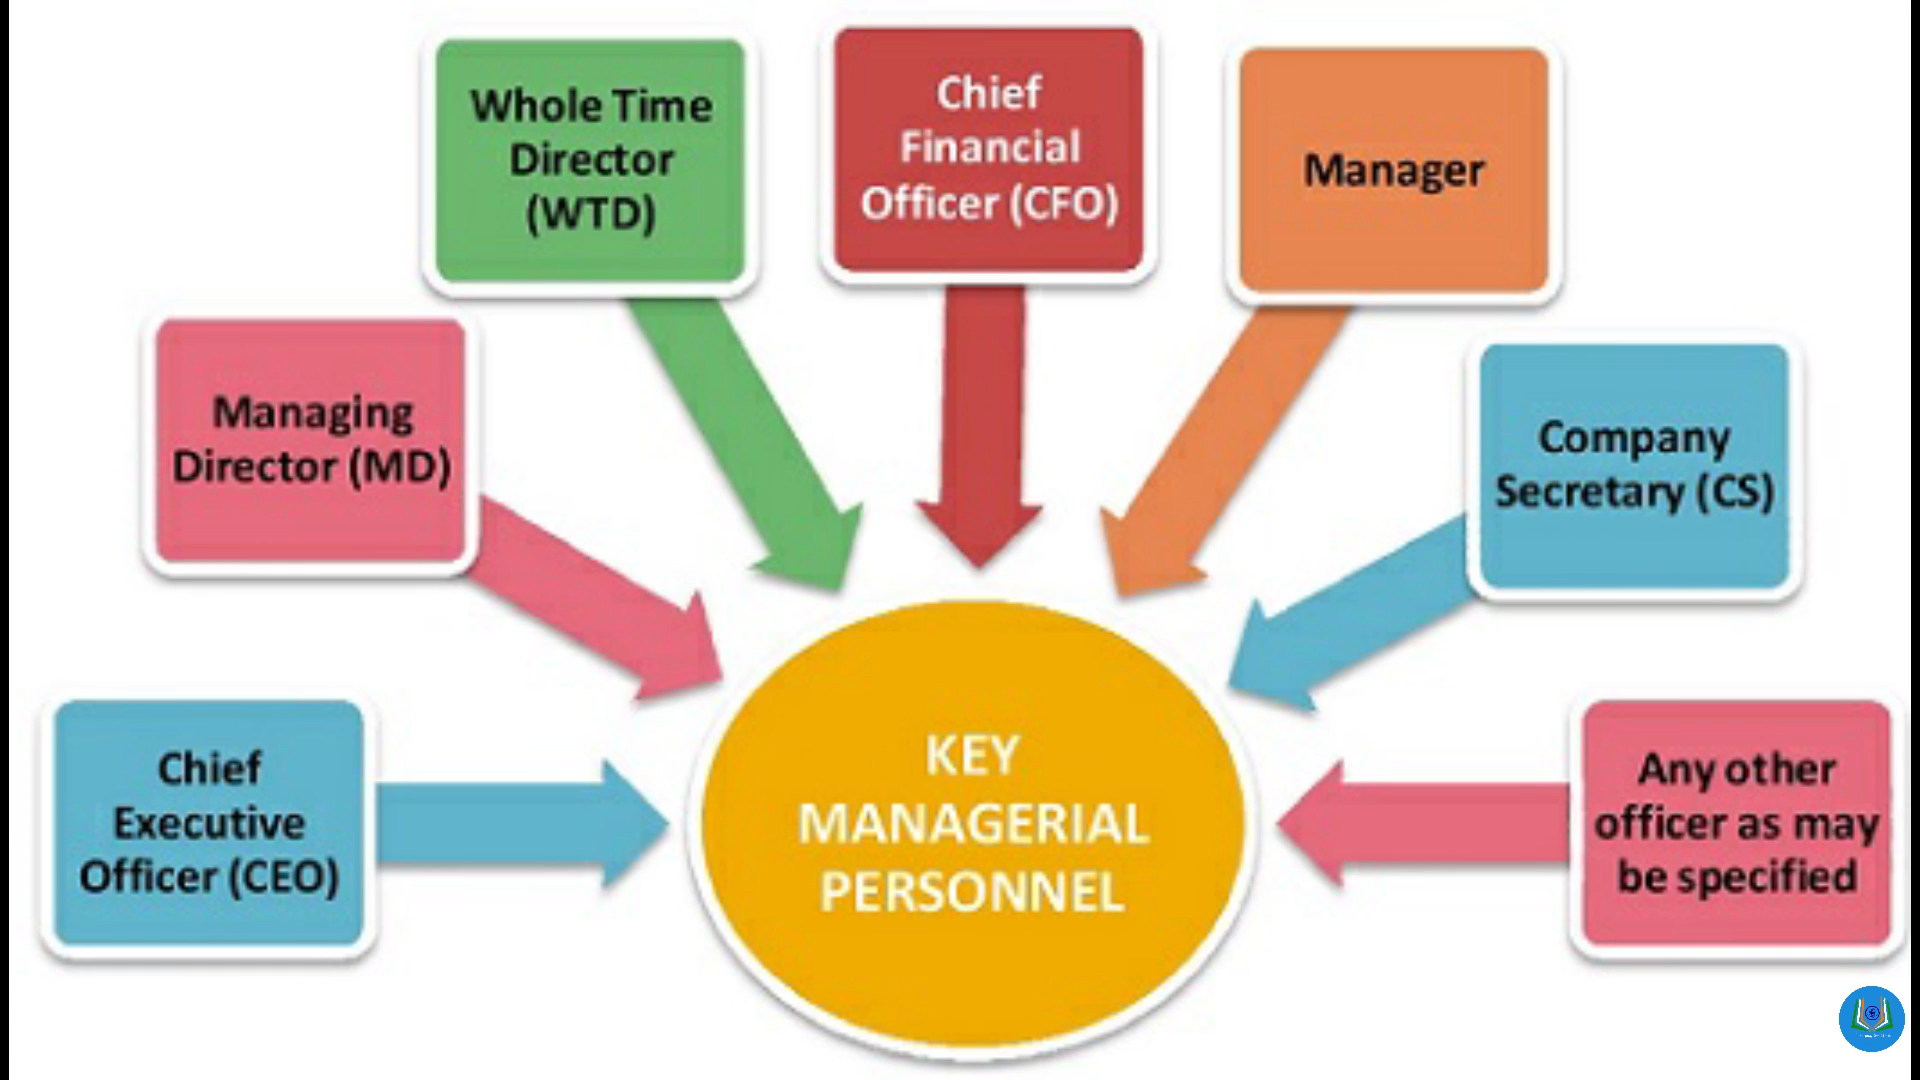 Whole Time
Director
(WTD)
Chief
Financial
Officer (CFO)
Manager
Managing
Director (MD)
Company
Secretary (CS)
Chief
Executive
Officer (CEO)
KEY
MANAGERIAL
PERSONNEL
Any other
officer as may
be specified